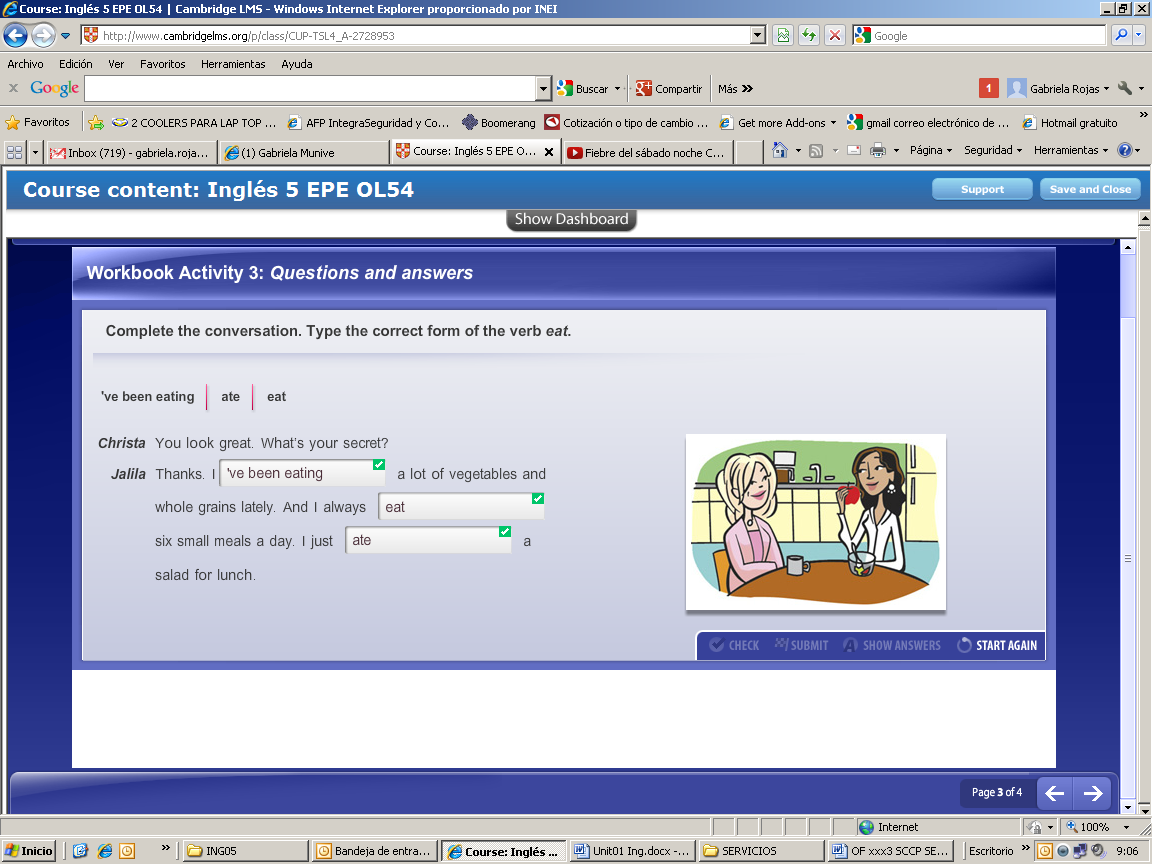 Course: Inglés 5 EPE OL54 | Cambridge LMS - Windows Internet Explorer proporcionado por INEI
http://www.cambridgelms.org/p/class/CUP-TSL4_A-2728953
Google
Archivo Edición Ver Favoritos Herramientas Ayuda
x Google Buscar Compartir Más » 1 Gabriela Rojas
Favoritos 2 COOLERS PARA LAP TOP ... AFP IntegraSeguridad y Co... Boomerang Cotización o tipo de cambio ... Get more Add-ons gmail correo electrónico de ... Hotmail gratuito »
Inbox (719) - gabriela.roja... (1) Gabriela Munive Course: Inglés 5 EPE O... Fiebre del sábado noche C... Página Seguridad Herramientas
Course content: Inglés 5 EPE OL54 Support Save and Close
Show Dashboard
Workbook Activity 3: Questions and answers
Complete the conversation. Type the correct form of the verb eat.
've been eating ate eat
Christa You look great. What's your secret?
Jalila Thanks. I 've been eating a lot of vegetables and
whole grains lately. And I always eat
six small meals a day. I just ate a
salad for lunch.
CHECK SUBMIT SHOW ANSWERS START AGAIN
Page 3 of 4
Internet 100%
Inicio » ING05 Bandeja de entra... Course: Inglés ... Unit01 Ing.docx -... SERVICIOS OF xxx3 SCCP SE... Escritorio » 9:06